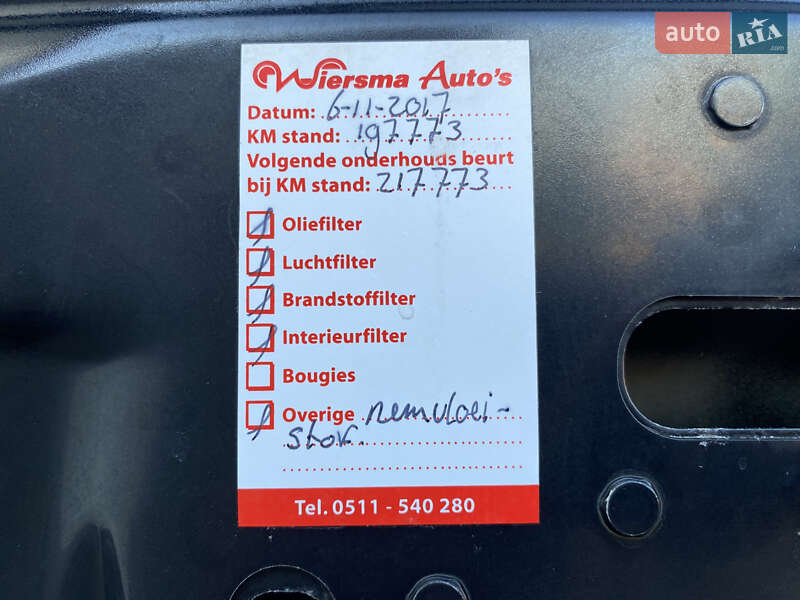 auto RIA .com
Wiersma Auto's
Datum: 6-11-2017
KM stand: 197773
Volgende onderhouds beurt
bij KM stand: 217773
Oliefilter
Luchtfilter
Brandstoffilter
Interieurfilter
Bougies
Overige remvloei-
stof.
Tel. 0511 - 540 280